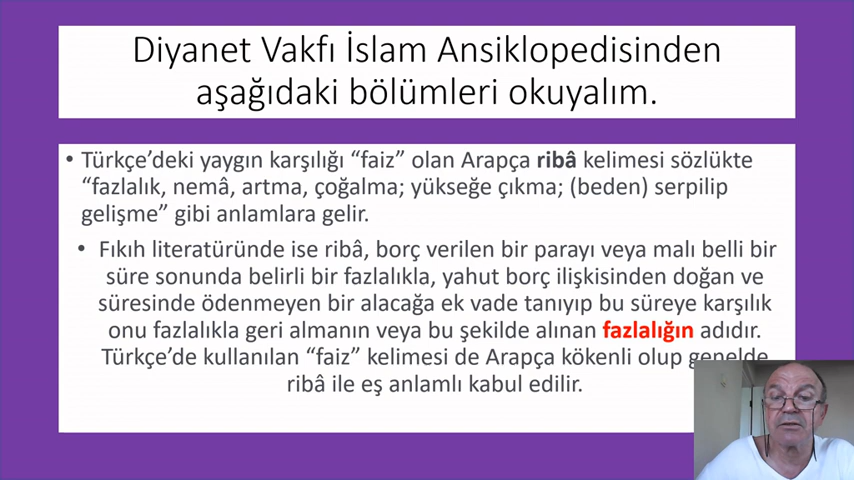 Diyanet Vakfı İslam Ansiklopedisinden
aşağıdaki bölümleri okuyalım.
• Türkçe’deki yaygın karşılığı “faiz” olan Arapça ribâ kelimesi sözlükte
“fazlalık, nemâ, artma, çoğalma; yükseğe çıkma; (beden) serpilip
gelişme” gibi anlamlara gelir.
• Fıkıh literatüründe ise ribâ, borç verilen bir parayı veya malı belli bir
süre sonunda belirli bir fazlalıkla, yahut borç ilişkisinden doğan ve
süresinde ödenmeyen bir alacağa ek vade tanıyıp bu süreye karşılık
onu fazlalıkla geri almanın veya bu şekilde alınan fazlalığın adıdır.
Türkçe’de kullanılan “faiz” kelimesi de Arapça kökenli olup genelde
ribâ ile eş anlamlı kabul edilir.